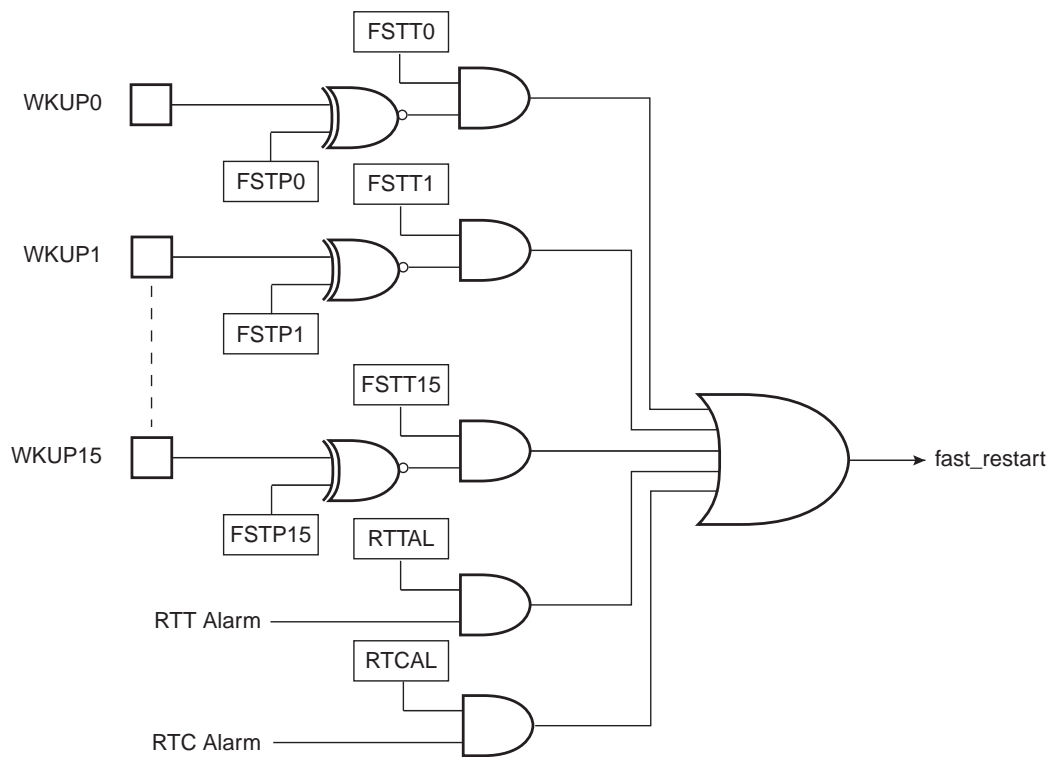 FSTT0
WKUP0
FSTP0
FSTT1
WKUP1
FSTP1
FSTT15
WKUP15
fast_restart
FSTP15
RTTAL
RTT Alarm
RTCAL
RTC Alarm